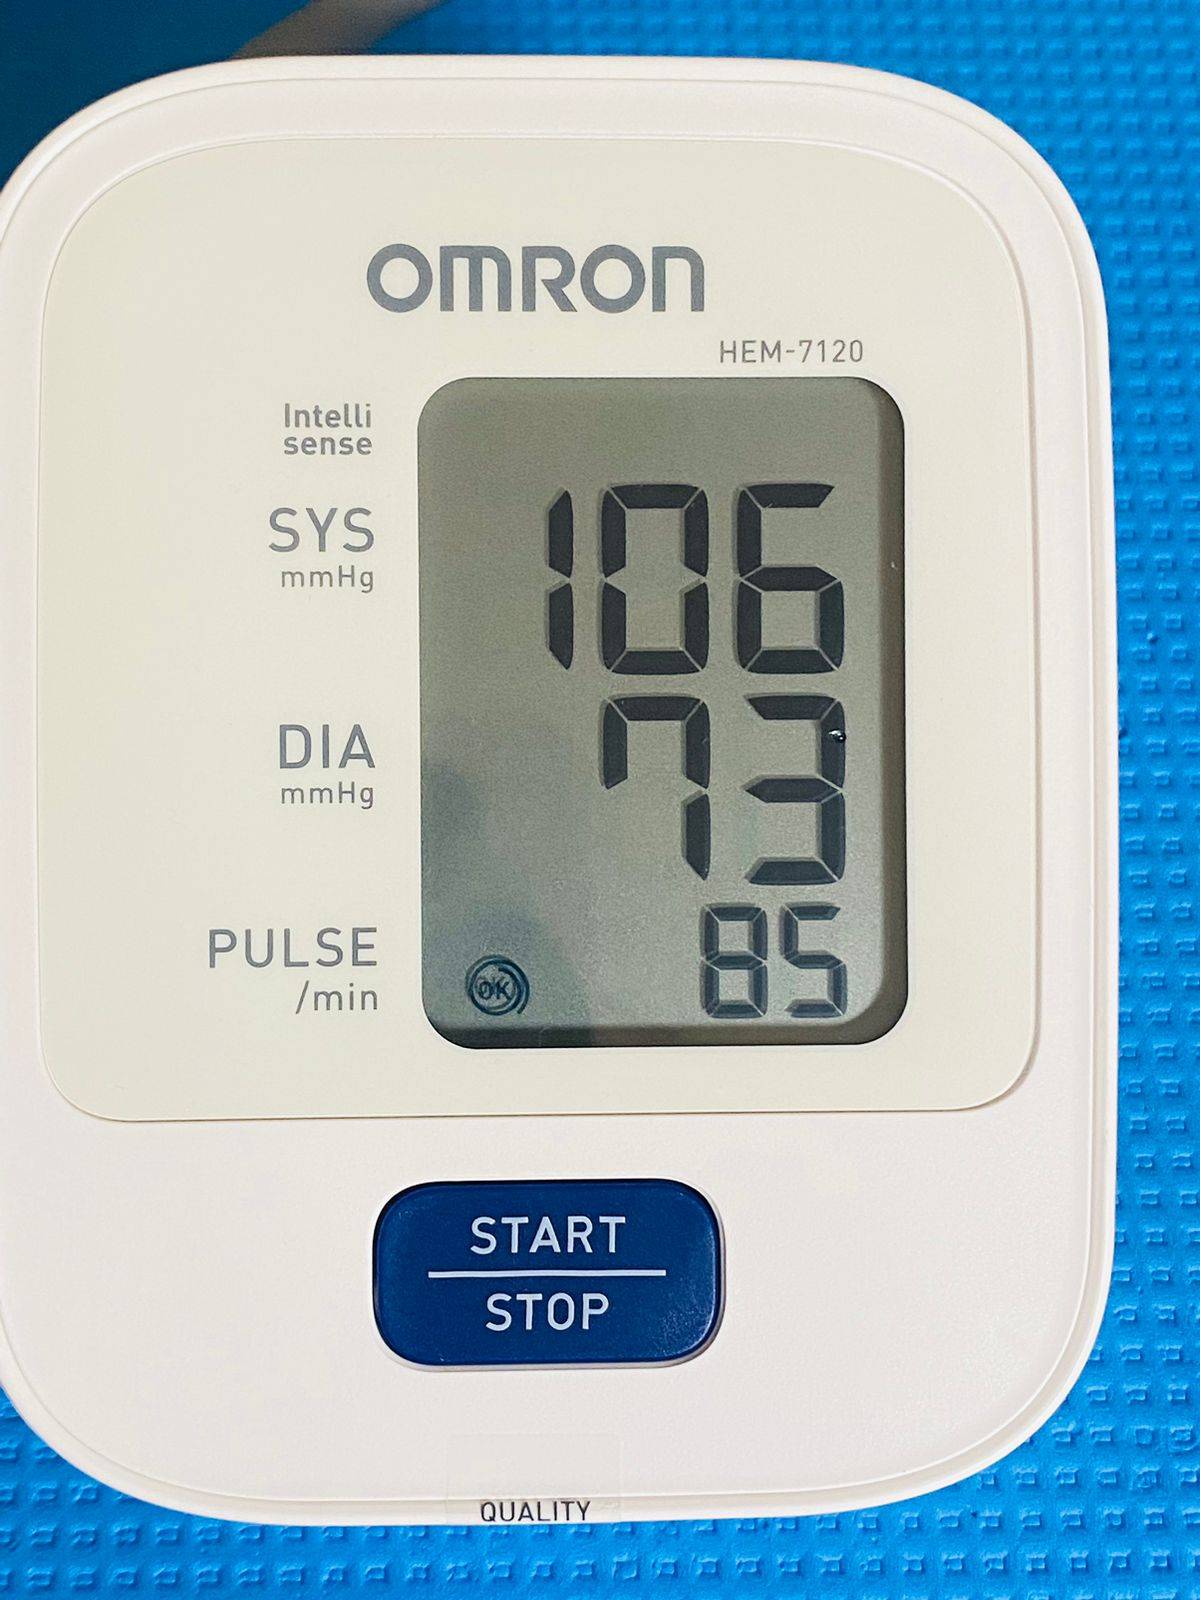 OMRON
HEM-7120
Intelli
sense
SYS
mmHg
106
DIA
mmHg
73
PULSE
/min
OK
85
START
STOP
QUALITY